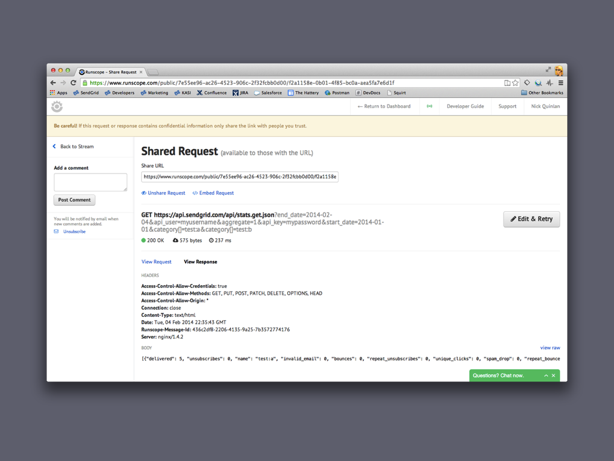 Runscope - Share Request
https://www.runscope.com/public/7e55ee96-ac26-4523-906c-2f32fcbb0d00/f2a1158e-0b01-4f85-bc0a-aea5fa7e6d1f
Apps SendGrid Developers Marketing KASI Confluence JIRA Salesforce The Hattery Postman DevDocs Squirt Other Bookmarks
← Return to Dashboard Developer Guide Support Nick Quinlan
Be careful! If this request or response contains confidential information only share the link with people you trust.
Back to Stream
Add a comment
Post Comment
You will be notified by email when new comments are added.
Unsubscribe
Shared Request (available to those with the URL)
Share URL
https://www.runscope.com/public/7e55ee96-ac26-4523-906c-2f32fcbb0d00/f2a1158e
Unshare Request </> Embed Request
GET https://api.sendgrid.com/api/stats.get.json?end_date=2014-02-
04&api_user=myusername&aggregate=1&api_key=mypassword&start_date=2014-01-
01&category[]=test:a&category[]=test:b
Edit & Retry
200 OK 575 bytes 237 ms
View Request View Response
HEADERS
Access-Control-Allow-Credentials: true
Access-Control-Allow-Methods: GET, PUT, POST, PATCH, DELETE, OPTIONS, HEAD
Access-Control-Allow-Origin: *
Connection: close
Content-Type: text/html
Date: Tue, 04 Feb 2014 22:55:43 GMT
Runscope-Message-Id: 436c2df8-2206-4135-9a25-7b3572774176
Server: nginx/1.4.2
BODY
view raw
[{"delivered": 5, "unsubscribes": 0, "name": "test:a", "invalid_email": 0, "bounces": 0, "repeat_unsubscribes": 0, "unique_clicks": 0, "spam_drop": 0, "repeat_bounce
Questions? Chat now.